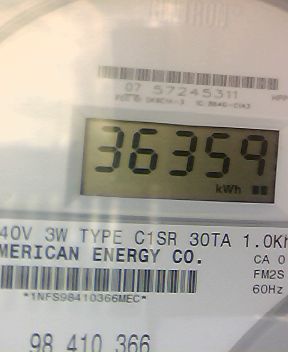 07 57245311
36359
kWh
40V 3W TYPE C1SR 30TA 1.0Kh
MERICAN ENERGY CO.
CA 0
FM2S
60Hz
*1NFS98410366MEC*
98 410 366